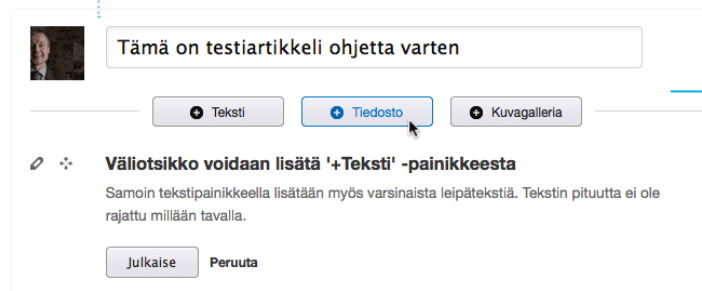 Tämä on testiartikkeli ohjetta varten
Teksti
Tiedosto
Kuvagalleria
Väliotsikko voidaan lisätä '+Teksti' -painikkeesta
Samoin tekstipainikkeella lisätään myös varsinaista leipätekstiä. Tekstin pituutta ei ole
rajattu millään tavalla.
Julkaise
Peruuta